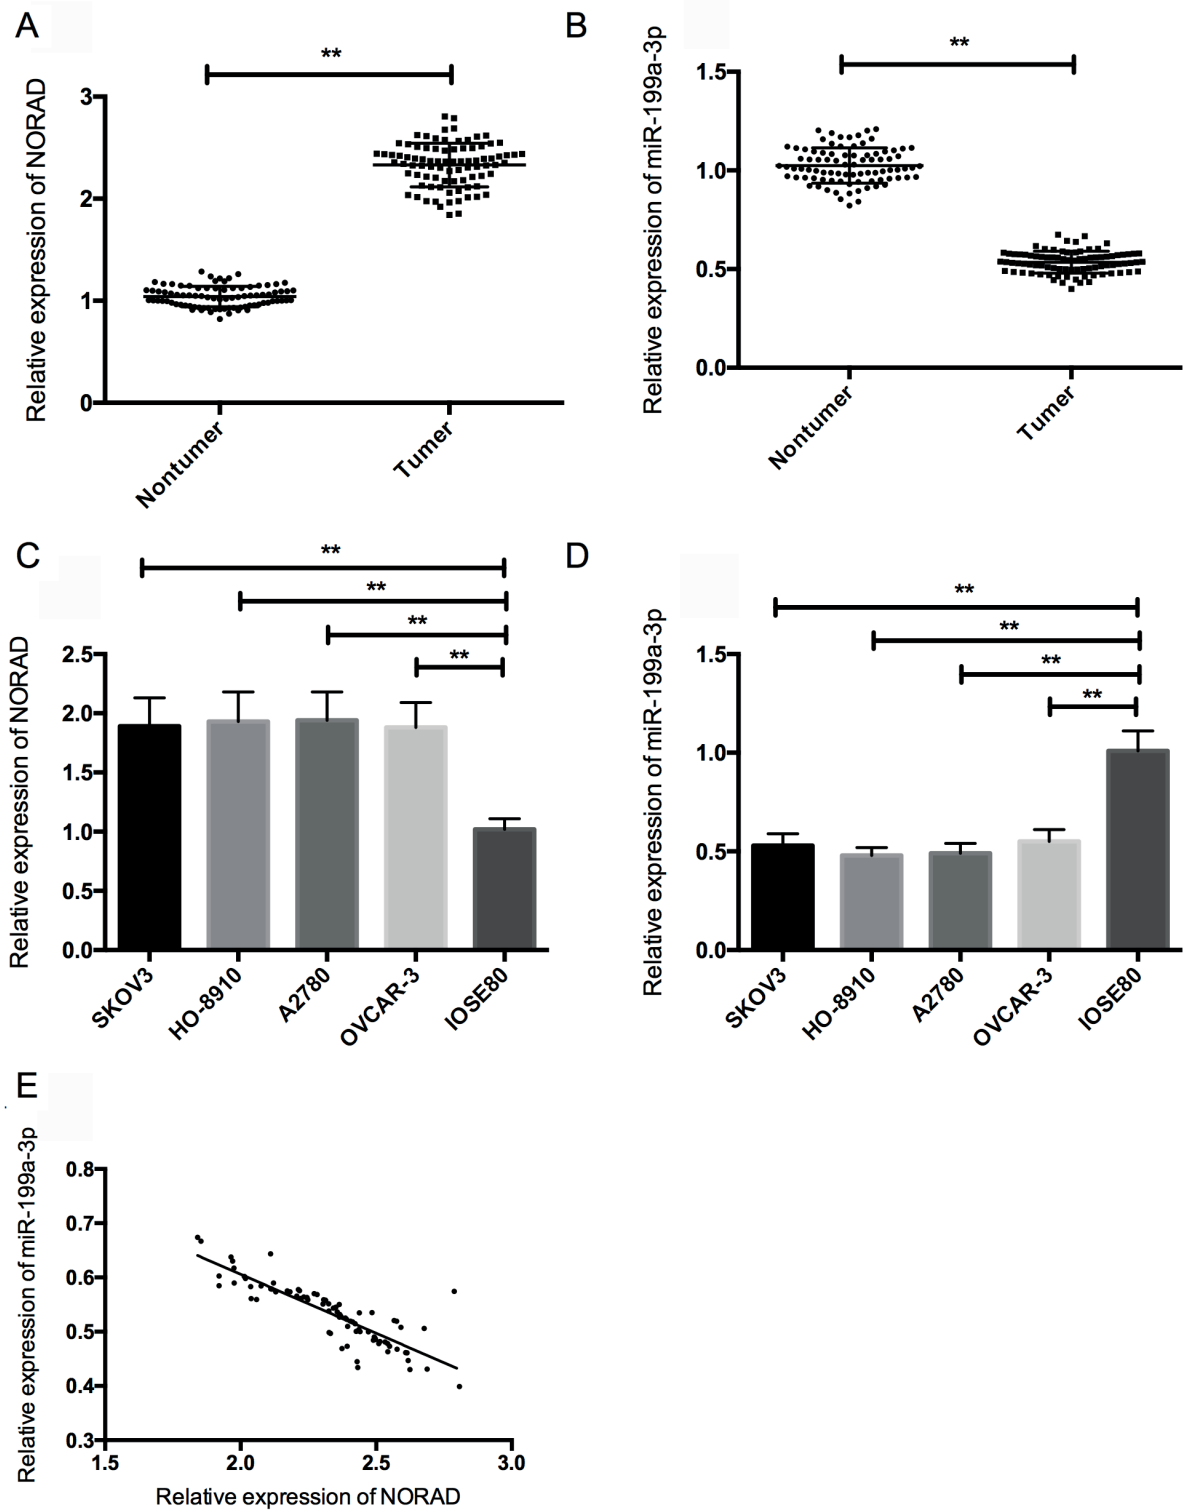 A
Relative expression of NORAD
**
3
2
1
0
Nontumer
Tumer
B
Relative expression of miR-199a-3p
**
1.5
1.0
0.5
0.0
Nontumer
Tumer
C
Relative expression of NORAD
**
**
**
**
2.5
2.0
1.5
1.0
0.5
0.0
SKOV3
HO-8910
A2780
OVCAR-3
IOSE80
D
Relative expression of miR-199a-3p
**
**
**
**
1.5
1.0
0.5
0.0
SKOV3
HO-8910
A2780
OVCAR-3
IOSE80
E
Relative expression of miR-199a-3p
0.8
0.7
0.6
0.5
0.4
0.3
1.5
2.0
2.5
3.0
Relative expression of NORAD